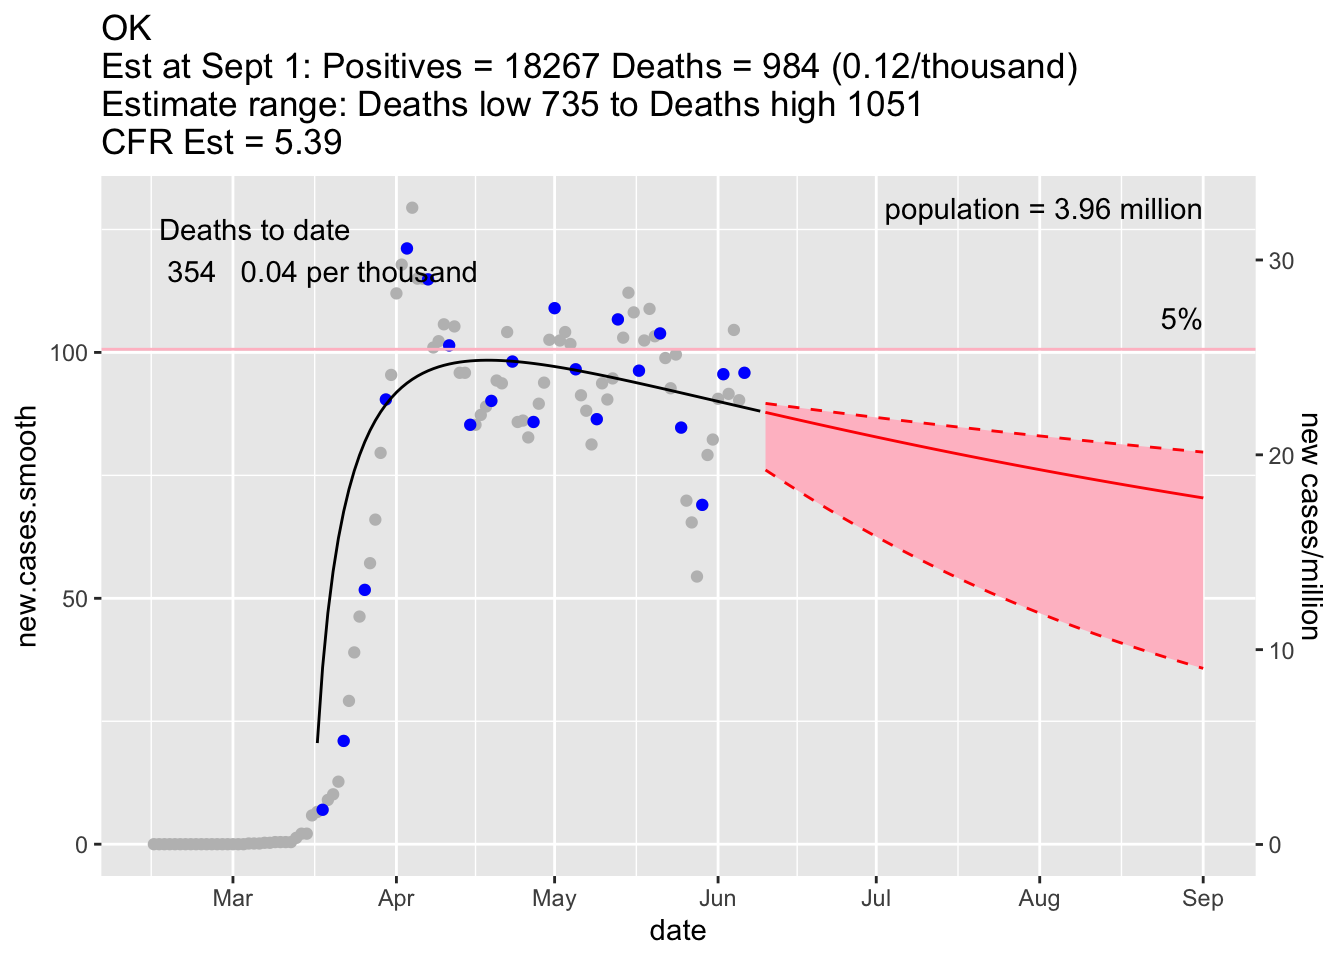 OK
Est at Sept 1: Positives = 18267 Deaths = 984 (0.12/thousand)
Estimate range: Deaths low 735 to Deaths high 1051
CFR Est = 5.39
population = 3.96 million
Deaths to date
354 0.04 per thousand
5%
100
50
0
new.cases.smooth
30
20
10
0
new cases/million
Mar
Apr
May
Jun
Jul
Aug
Sep
date